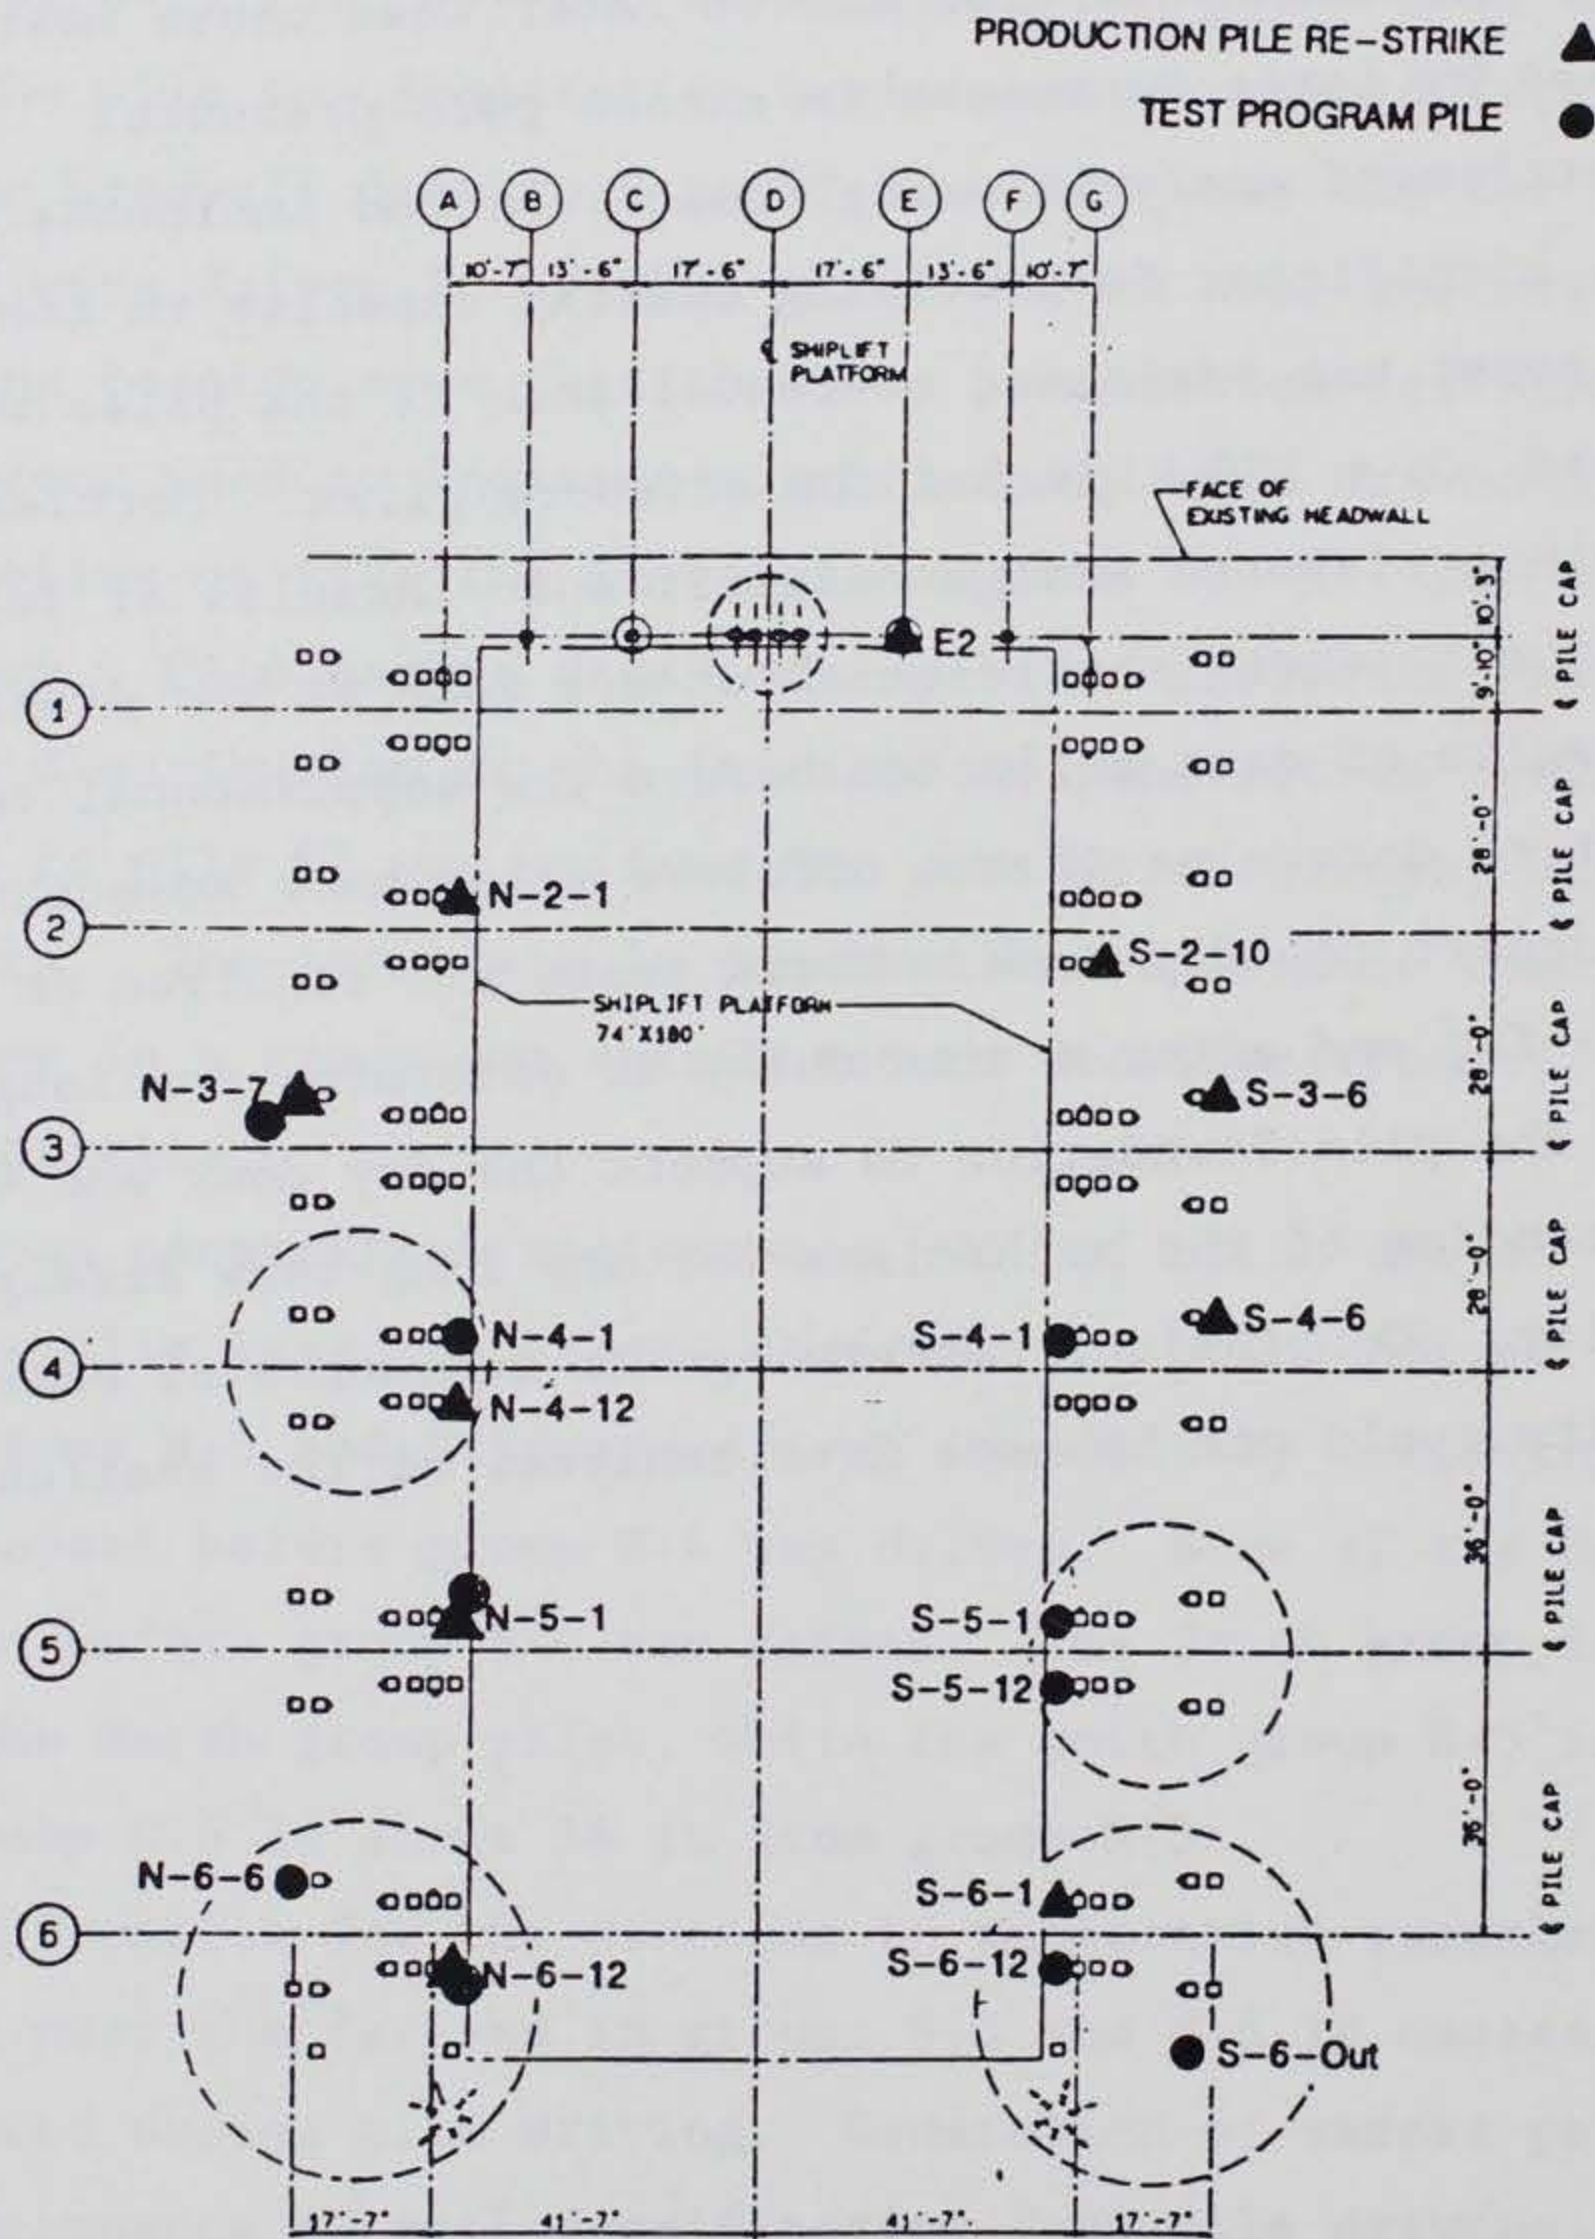 PRODUCTION PILE RE-STRIKE
TEST PROGRAM PILE
A B C D E F G
10'-7" 13'-6" 17'-6" 17'-6" 13'-6" 10'-7"
℄ SHIPLIFT
PLATFORM
FACE OF
EXISTING HEADWALL
10'-3"
℄ PILE CAP
E2
9'-10"
1
28'-0"
℄ PILE CAP
N-2-1
2
S-2-10
SHIPLIFT PLATFORM
74'X180'
28'-0"
℄ PILE CAP
N-3-7
S-3-6
3
28'-0"
℄ PILE CAP
N-4-1
S-4-1
S-4-6
4
N-4-12
36'-0"
℄ PILE CAP
N-5-1
S-5-1
5
S-5-12
36'-0"
℄ PILE CAP
N-6-6
S-6-1
6
N-6-12
S-6-12
S-6-Out
17'-7" 41'-7" 41'-7" 17'-7"